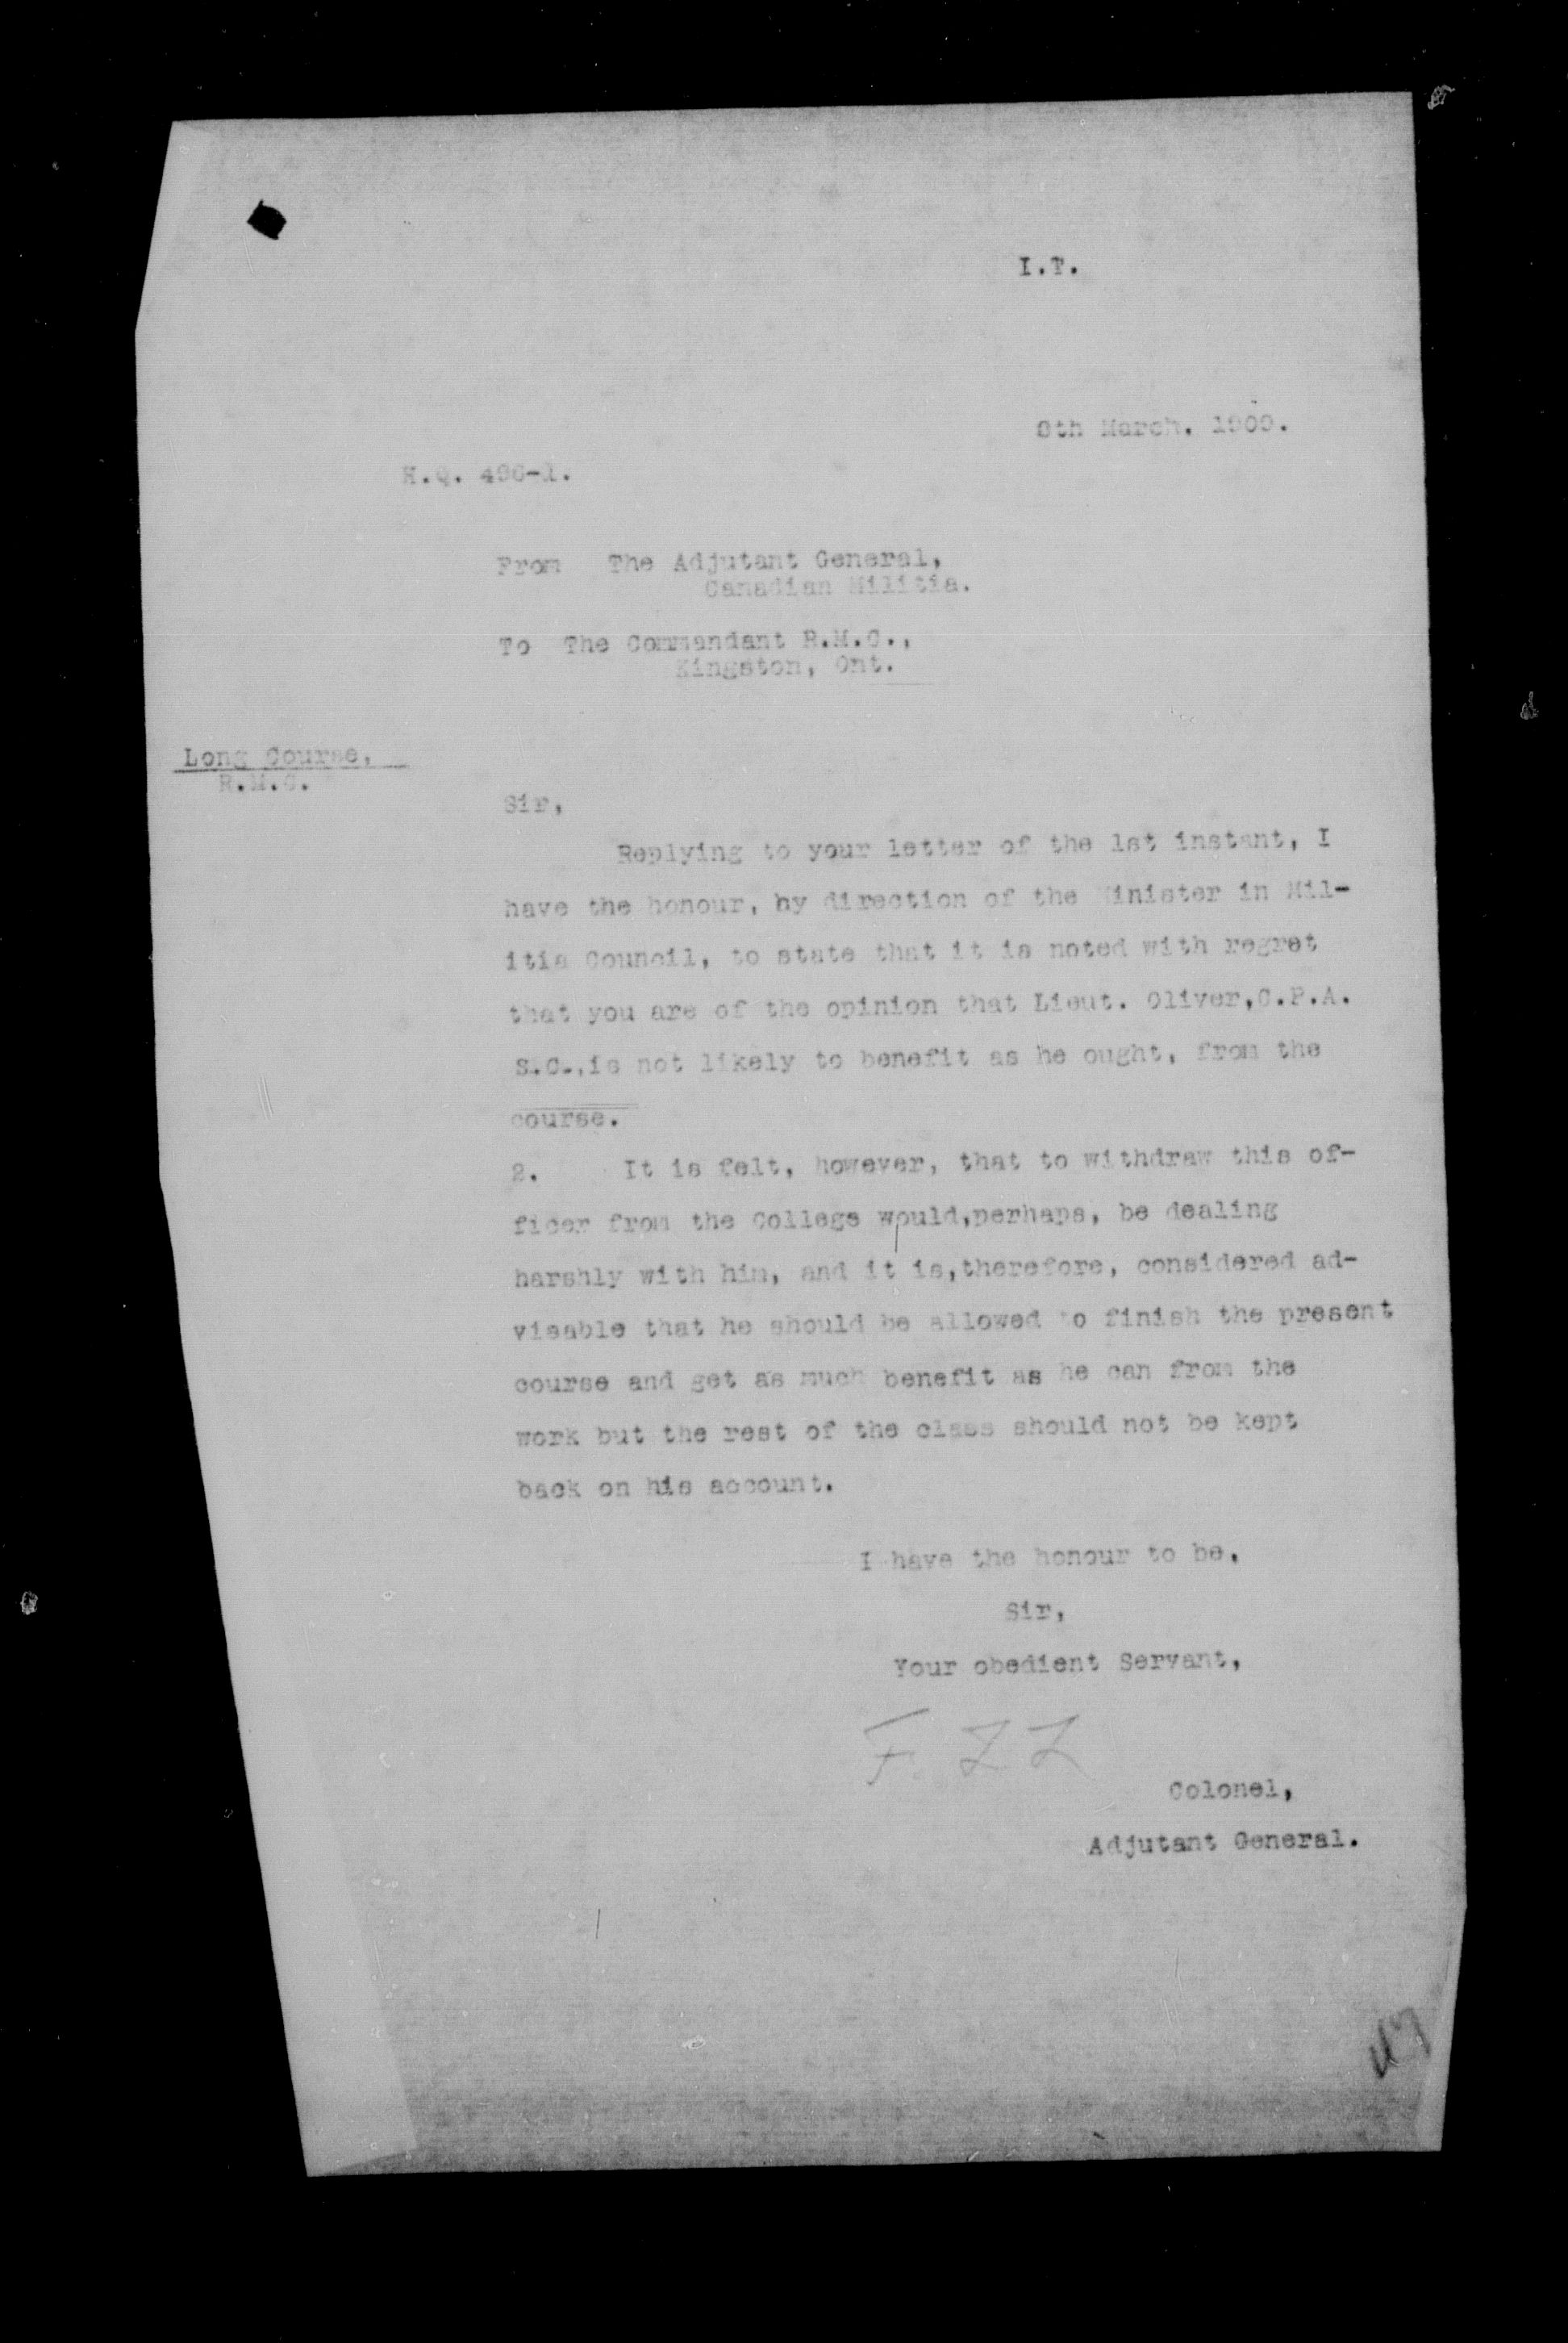 I.T.
8th March. 1909.
H.Q. 496-1.
From The Adjutant General,
Canadian Militia.
To The Commandant R.M.C.,
Kingston, Ont.
Long Course,
R.M.C.
Sir,
Replying to your letter of the 1st instant, I
have the honour, by direction of the Minister in Mil-
itia Council, to state that it is noted with regret
that you are of the opinion that Lieut. Oliver,C.P.A.
S.C.,is not likely to benefit as he ought, from the
course.
2. It is felt, however, that to withdraw this of-
ficer from the College would,perhaps, be dealing
harshly with him, and it is,therefore, considered ad-
visable that he should be allowed to finish the present
course and get as much benefit as he can from the
work but the rest of the class should not be kept
back on his account.
I have the honour to be,
Sir,
Your obedient Servant,
F. L L
Colonel,
Adjutant General.